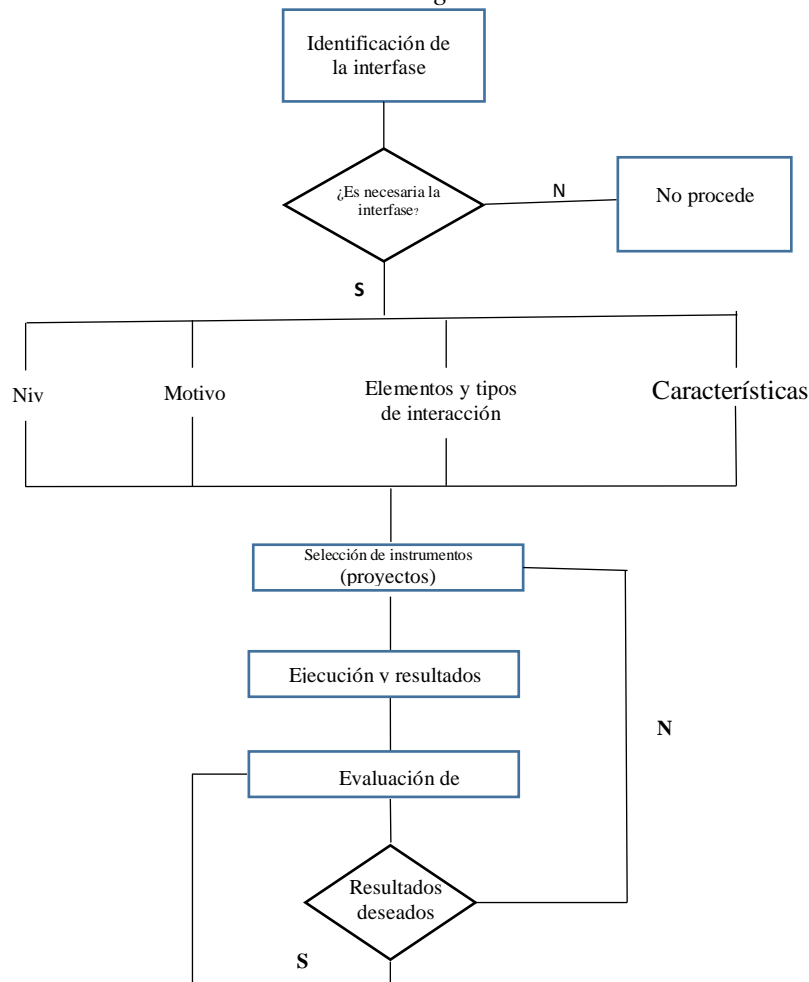 g
Identificación de
la interfase
¿Es necesaria la
interfase?
N
No procede
S
Niv
Motivo
Elementos y tipos
de interacción
Características
Selección de instrumentos
(proyectos)
Ejecución y resultados
N
Evaluación de
Resultados
deseados
S